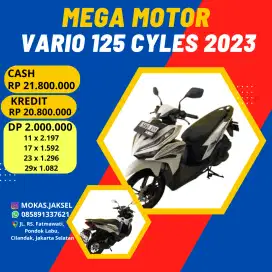 MEGA MOTOR
VARIO 125 CYLES 2023
CASH
RP 21.800.000
KREDIT
RP 20.800.000
DP 2.000.000
11 x 2.197
17 x 1.592
23 x 1.296
29x 1.082
MOKAS.JAKSEL
085891337621
JL. RS. Fatmawati,
Pondok Labu,
Cilandak, Jakarta Selatan